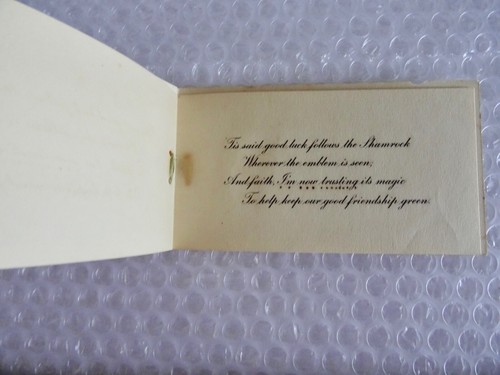 'Tis said good luck follows the Shamrock
Wherever the emblem is seen;
And faith, I'm now trusting its magic
To help keep our good friendship green.